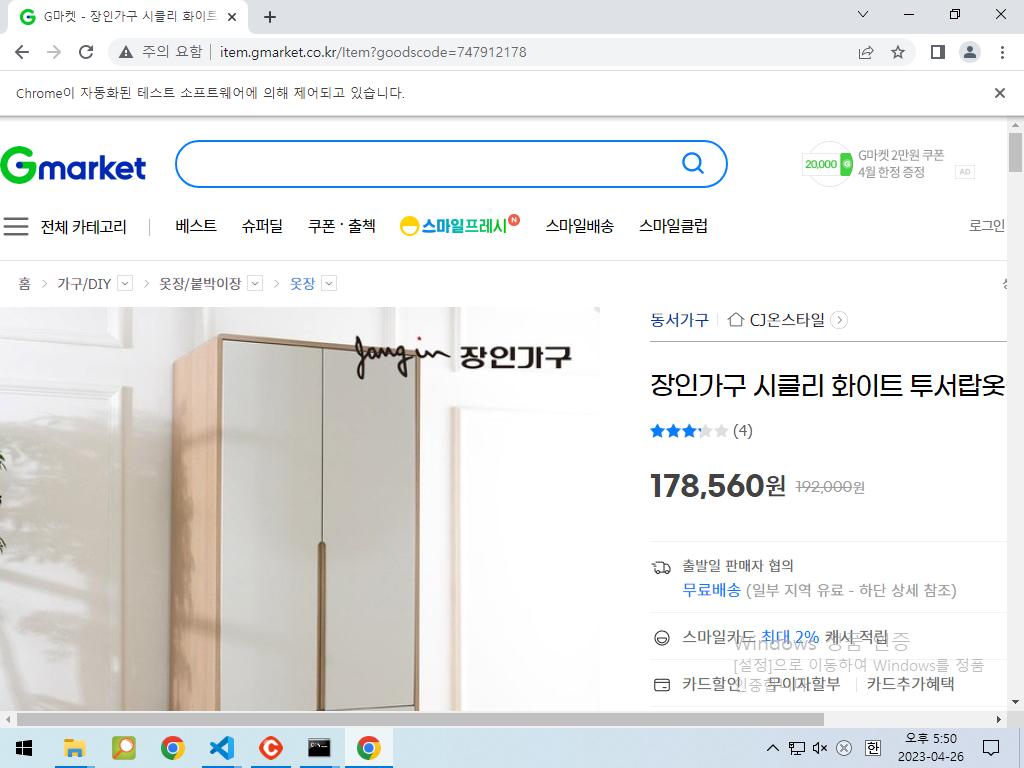 G마켓 - 장인가구 시클리 화이트
주의 요함 item.gmarket.co.kr/Item?goodscode=747912178
Chrome이 자동화된 테스트 소프트웨어에 의해 제어되고 있습니다.
Gmarket
20,000 G마켓 2만원 쿠폰
4월 한정 증정 AD
전체 카테고리 베스트 슈퍼딜 쿠폰·출첵 스마일프레시 N 스마일배송 스마일클럽 로그인
홈 > 가구/DIY > 옷장/붙박이장 > 옷장
Jangin 장인가구
동서가구 CJ온스타일
장인가구 시클리 화이트 투서랍옷
(4)
178,560원 192,000원
출발일 판매자 협의
무료배송 (일부 지역 유료 - 하단 상세 참조)
스마일카드 최대 2% 캐시 적립
Windows 정품 인증
[설정]으로 이동하여 Windows를 정품
카드할인 무이자할부 카드추가혜택
오후 5:50
한
2023-04-26